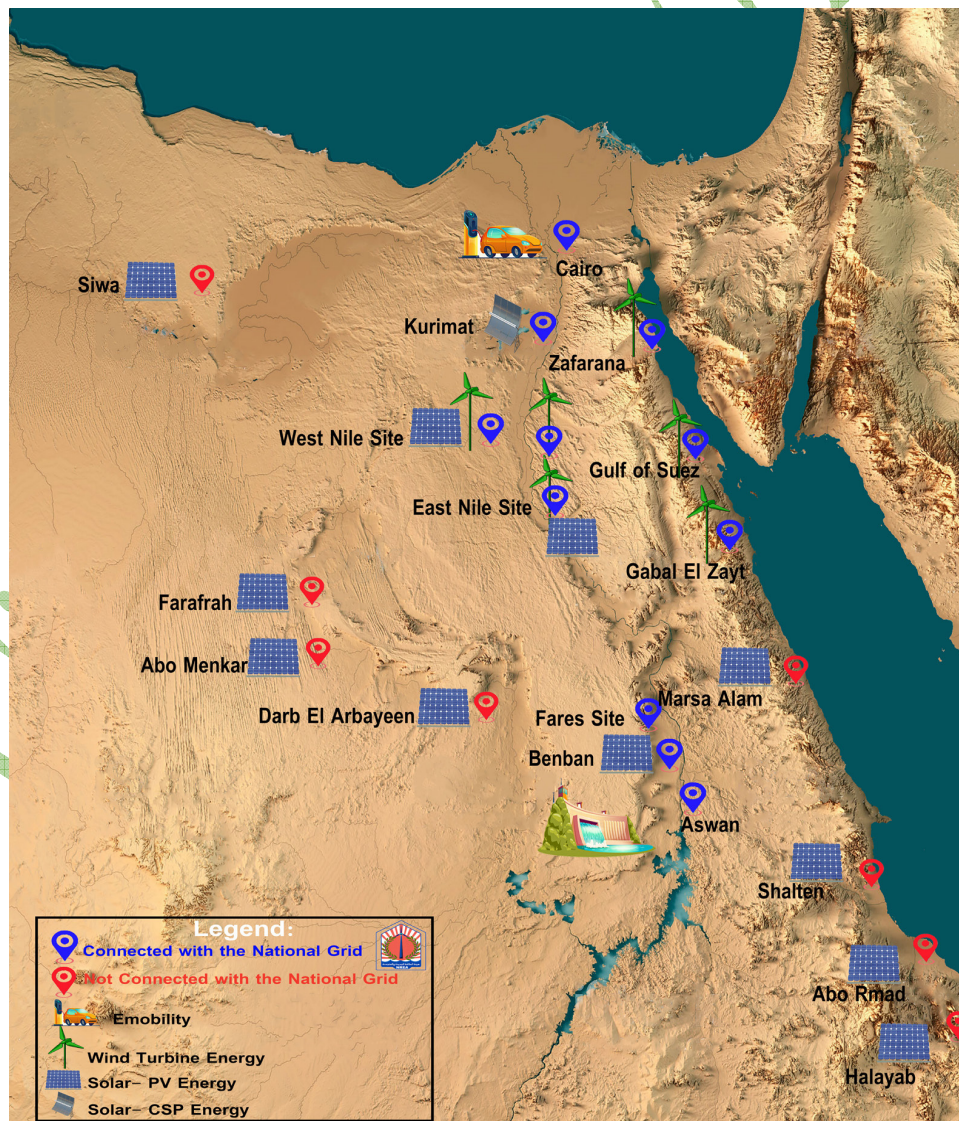 Cairo
Siwa
Kurimat
Zafarana
West Nile Site
Gulf of Suez
East Nile Site
Gabal El Zayt
Farafrah
Abo Menkar
Marsa Alam
Darb El Arbayeen
Fares Site
Benban
Aswan
Shalten
Abo Rmad
Halayab
Legend:
Connected with the National Grid
Not Connected with the National Grid
Emobility
Wind Turbine Energy
Solar– PV Energy
Solar– CSP Energy